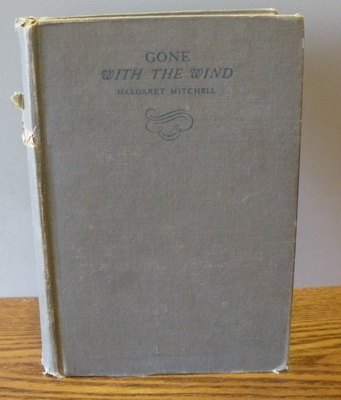 GONE
WITH THE WIND
MARGARET MITCHELL